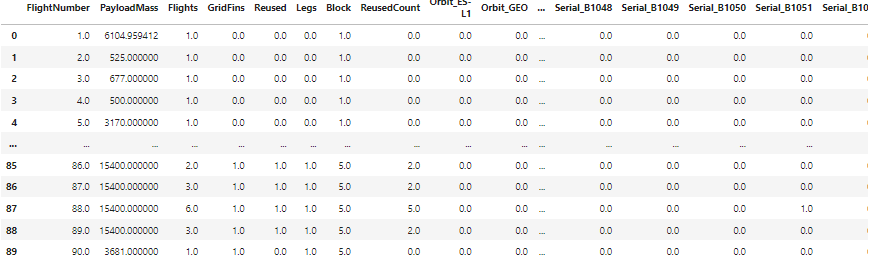 FlightNumber PayloadMass Flights GridFins Reused Legs Block ReusedCount Orbit_ES-L1 Orbit_GEO ... Serial_B1048 Serial_B1049 Serial_B1050 Serial_B1051 Serial_B10
0 1.0 6104.959412 1.0 0.0 0.0 0.0 1.0 0.0 0.0 0.0 ... 0.0 0.0 0.0 0.0
1 2.0 525.000000 1.0 0.0 0.0 0.0 1.0 0.0 0.0 0.0 ... 0.0 0.0 0.0 0.0
2 3.0 677.000000 1.0 0.0 0.0 0.0 1.0 0.0 0.0 0.0 ... 0.0 0.0 0.0 0.0
3 4.0 500.000000 1.0 0.0 0.0 0.0 1.0 0.0 0.0 0.0 ... 0.0 0.0 0.0 0.0
4 5.0 3170.000000 1.0 0.0 0.0 0.0 1.0 0.0 0.0 0.0 ... 0.0 0.0 0.0 0.0
... ... ... ... ... ... ... ... ... ... ... ... ... ... ... ...
85 86.0 15400.000000 2.0 1.0 1.0 1.0 5.0 2.0 0.0 0.0 ... 0.0 0.0 0.0 0.0
86 87.0 15400.000000 3.0 1.0 1.0 1.0 5.0 2.0 0.0 0.0 ... 0.0 0.0 0.0 0.0
87 88.0 15400.000000 6.0 1.0 1.0 1.0 5.0 5.0 0.0 0.0 ... 0.0 0.0 0.0 1.0
88 89.0 15400.000000 3.0 1.0 1.0 1.0 5.0 2.0 0.0 0.0 ... 0.0 0.0 0.0 0.0
89 90.0 3681.000000 1.0 1.0 0.0 1.0 5.0 0.0 0.0 0.0 ... 0.0 0.0 0.0 0.0